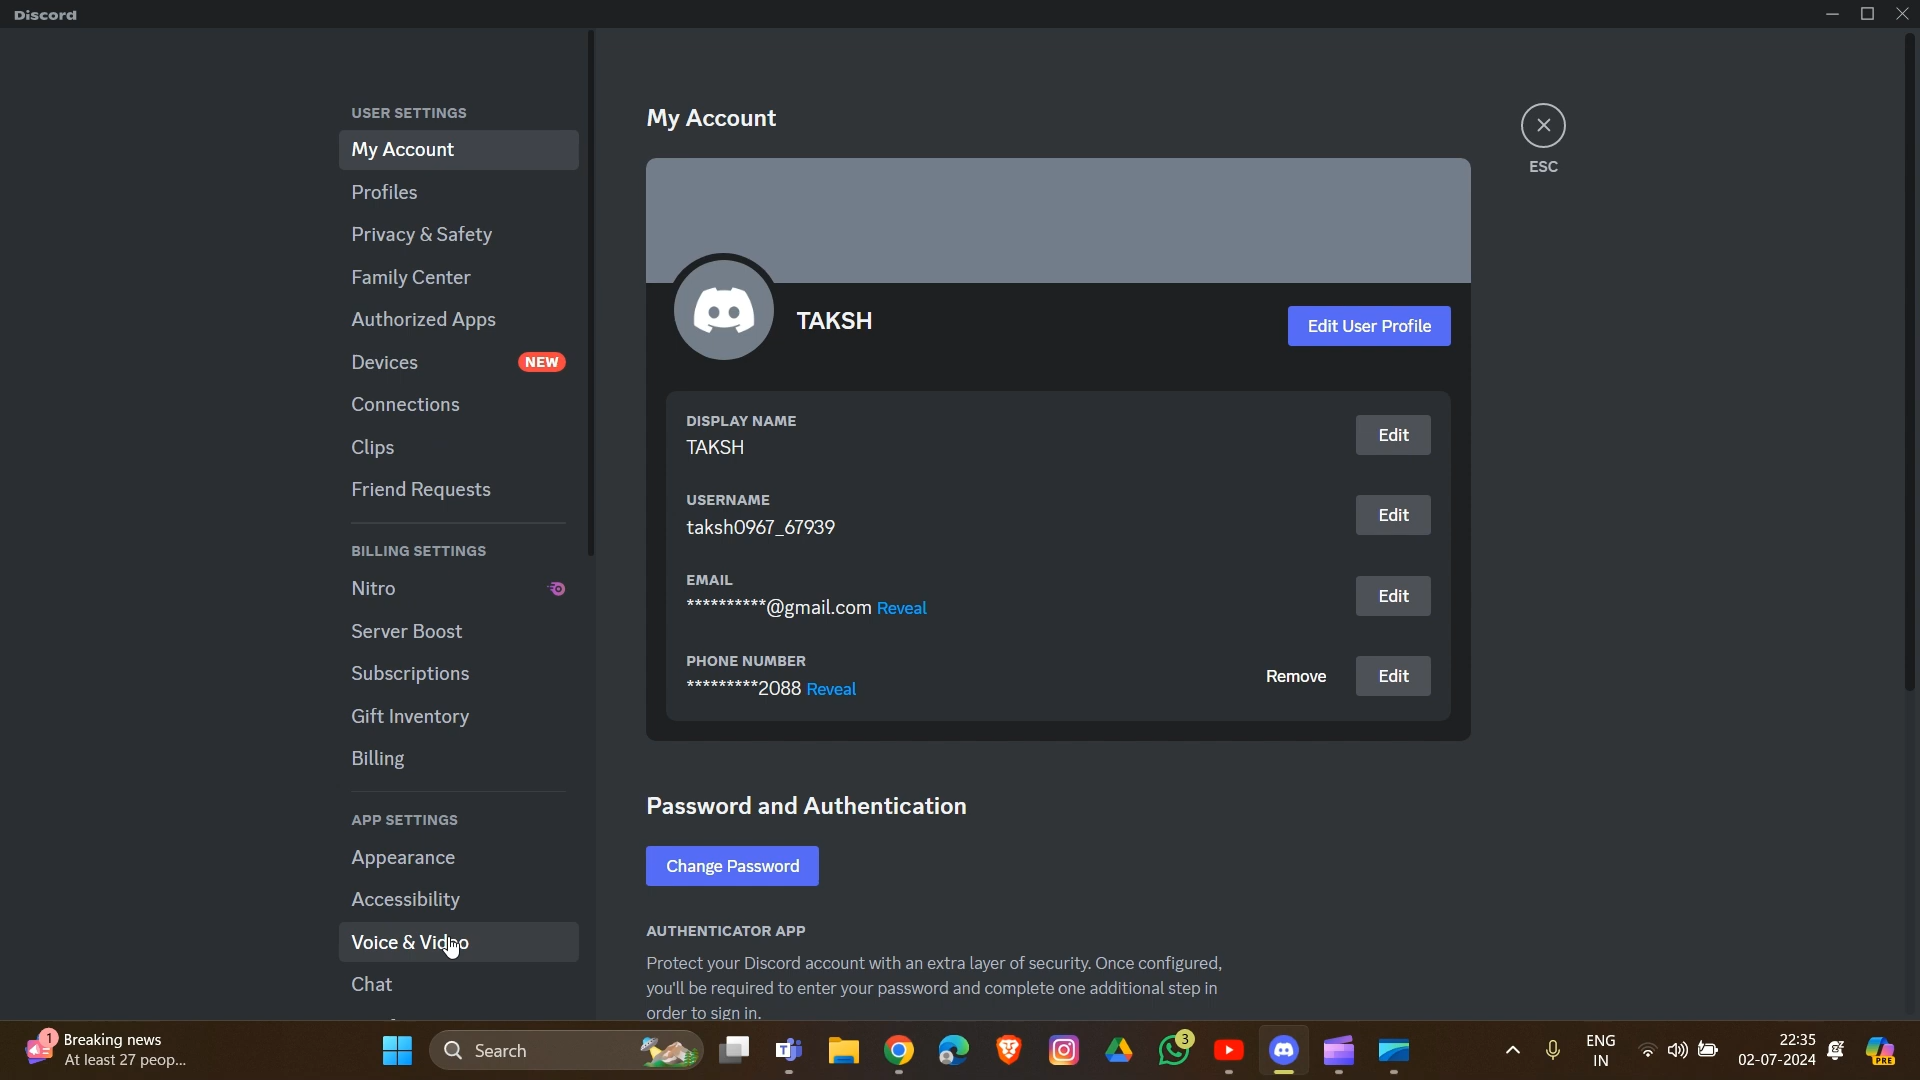 Discord
USER SETTINGS
My Account
Profiles
Privacy & Safety
Family Center
Authorized Apps
Devices NEW
Connections
Clips
Friend Requests
BILLING SETTINGS
Nitro
Server Boost
Subscriptions
Gift Inventory
Billing
APP SETTINGS
Appearance
Accessibility
Voice & Video
Chat
My Account
ESC
TAKSH
Edit User Profile
DISPLAY NAME
TAKSH
Edit
USERNAME
taksh0967_67939
Edit
EMAIL
**********@gmail.com Reveal
Edit
PHONE NUMBER
*********2088 Reveal
Remove Edit
Password and Authentication
Change Password
AUTHENTICATOR APP
Protect your Discord account with an extra layer of security. Once configured,
you'll be required to enter your password and complete one additional step in
order to sign in.
1
Breaking news
At least 27 peop...
Search
3
ENG
IN
22:35
02-07-2024
PRE